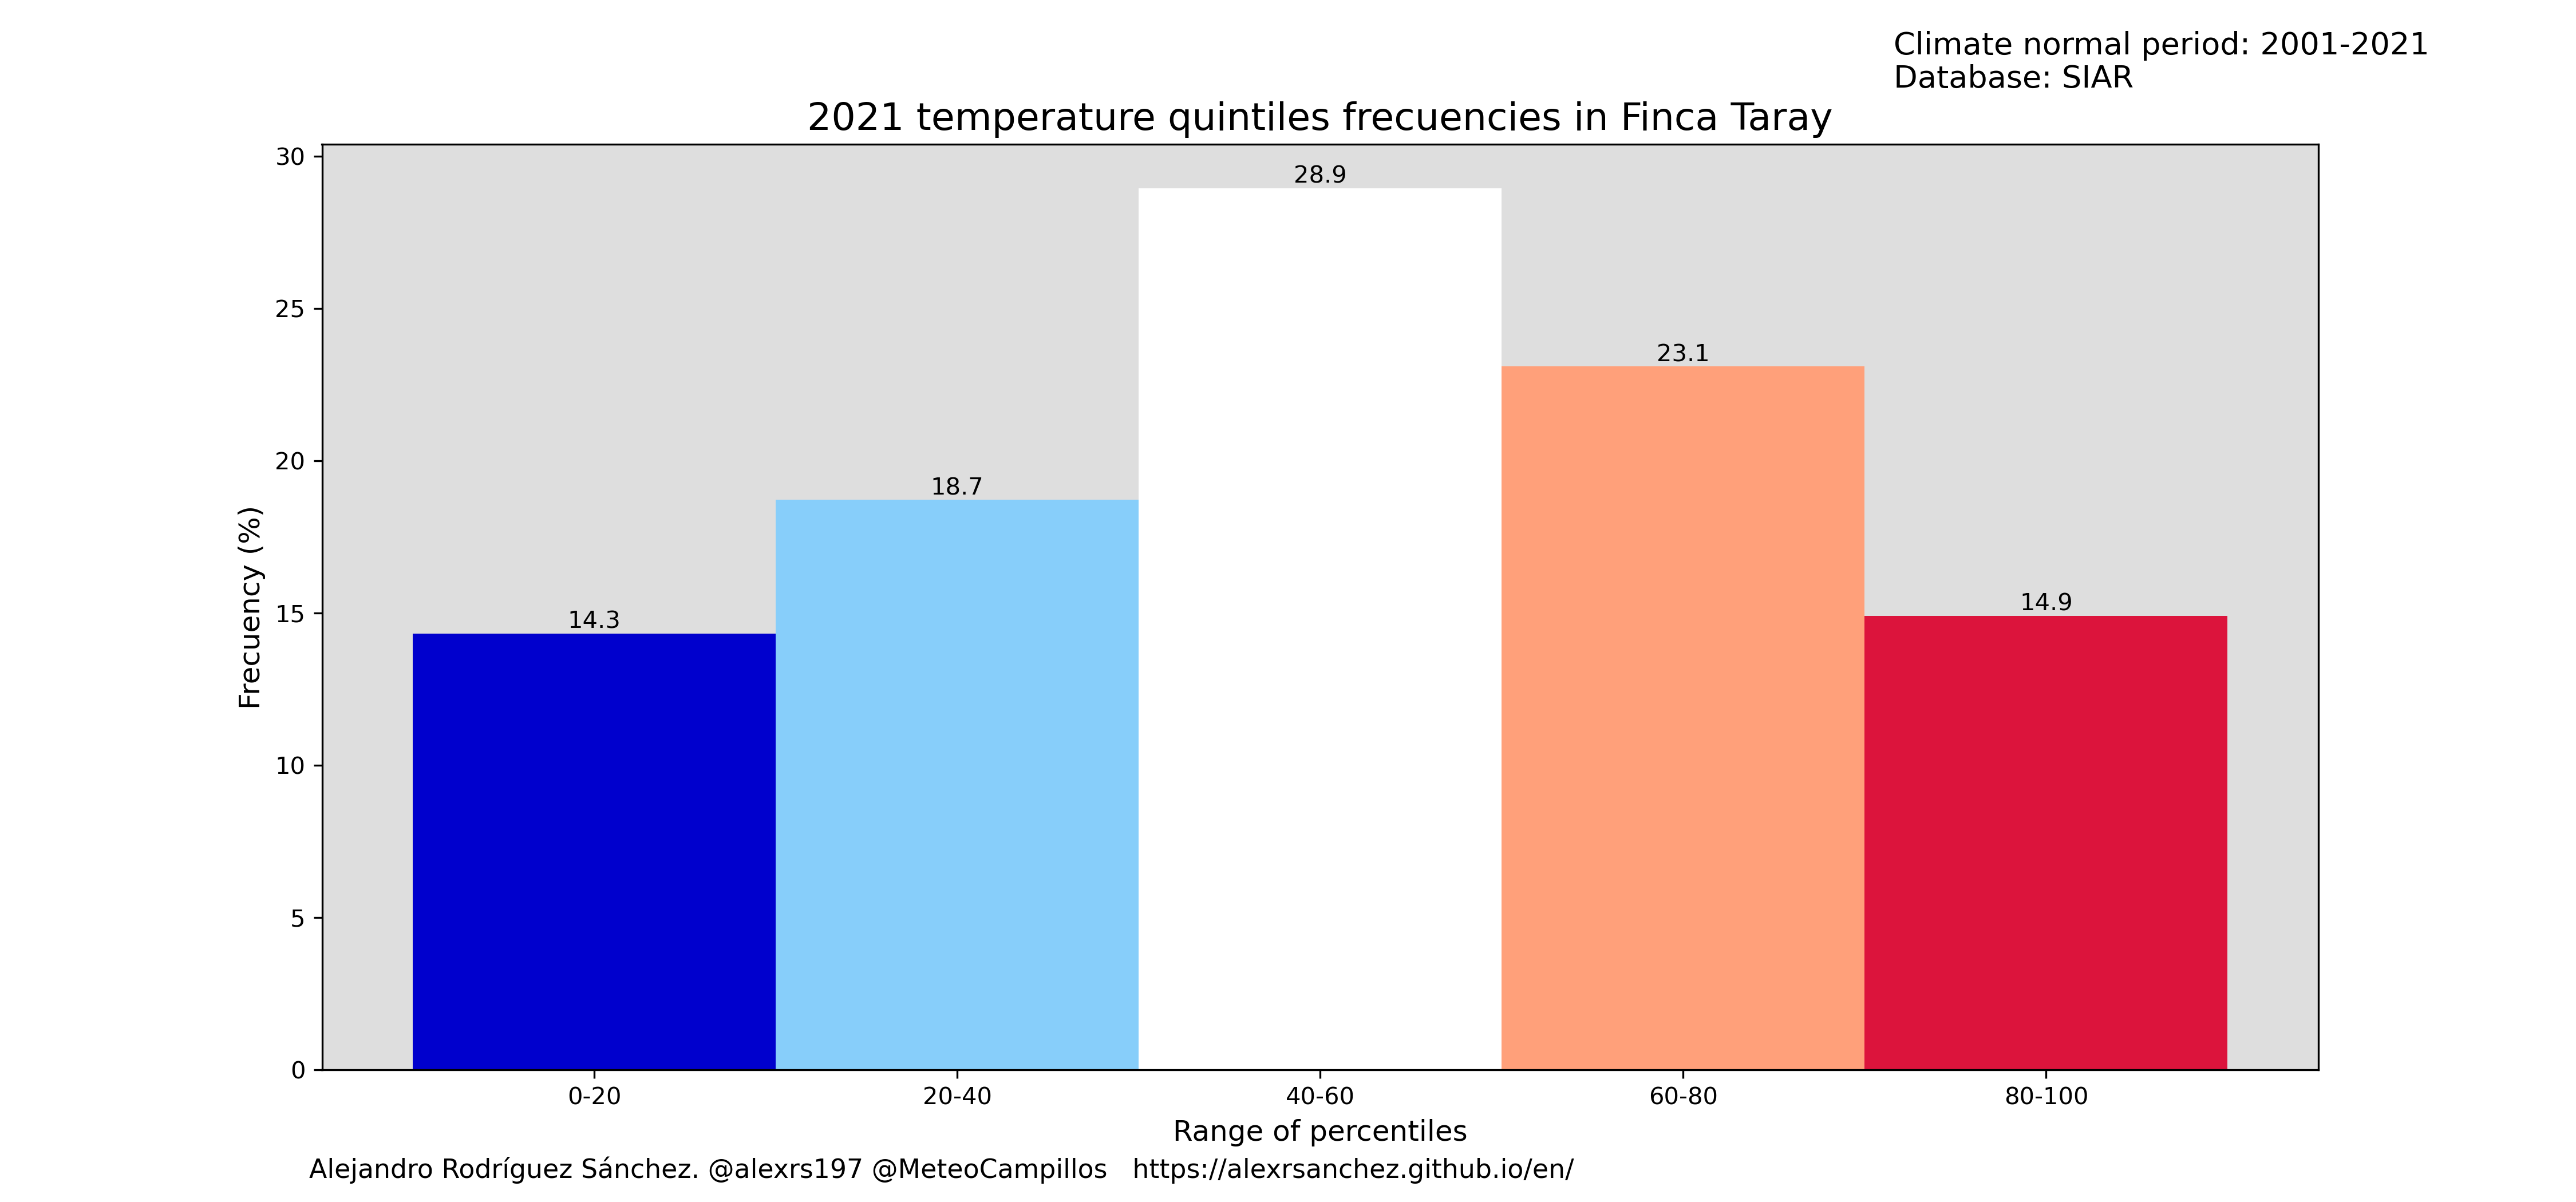 Climate normal period: 2001-2021
Database: SIAR
2021 temperature quintiles frecuencies in Finca Taray
30
25
20
15
10
5
0
Frecuency (%)
14.3
18.7
28.9
23.1
14.9
0-20
20-40
40-60
60-80
80-100
Range of percentiles
Alejandro Rodríguez Sánchez. @alexrs197 @MeteoCampillos   https://alexrsanchez.github.io/en/